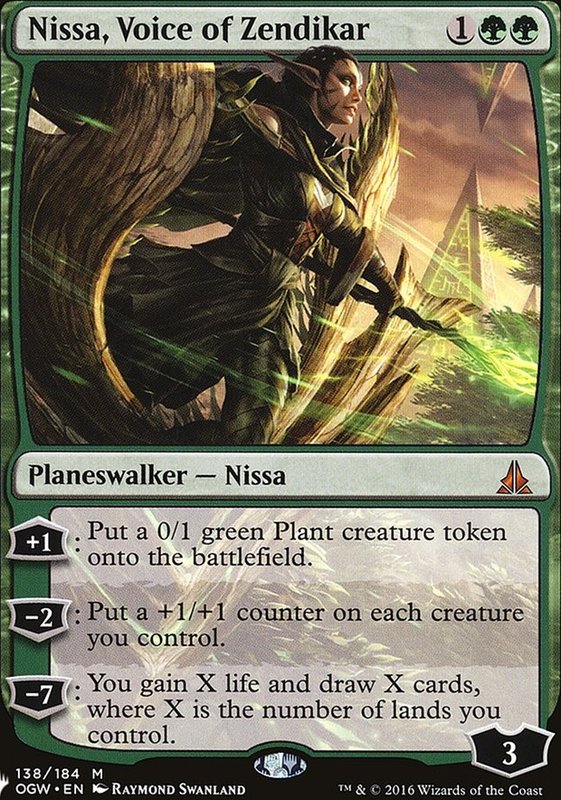 Nissa, Voice of Zendikar 1
Planeswalker — Nissa
+1 : Put a 0/1 green Plant creature token
onto the battlefield.
-2 : Put a +1/+1 counter on each creature
you control.
-7 : You gain X life and draw X cards,
where X is the number of lands you
control.
3
138/184 M
OGW • EN Raymond Swanland ™ & © 2016 Wizards of the Coast